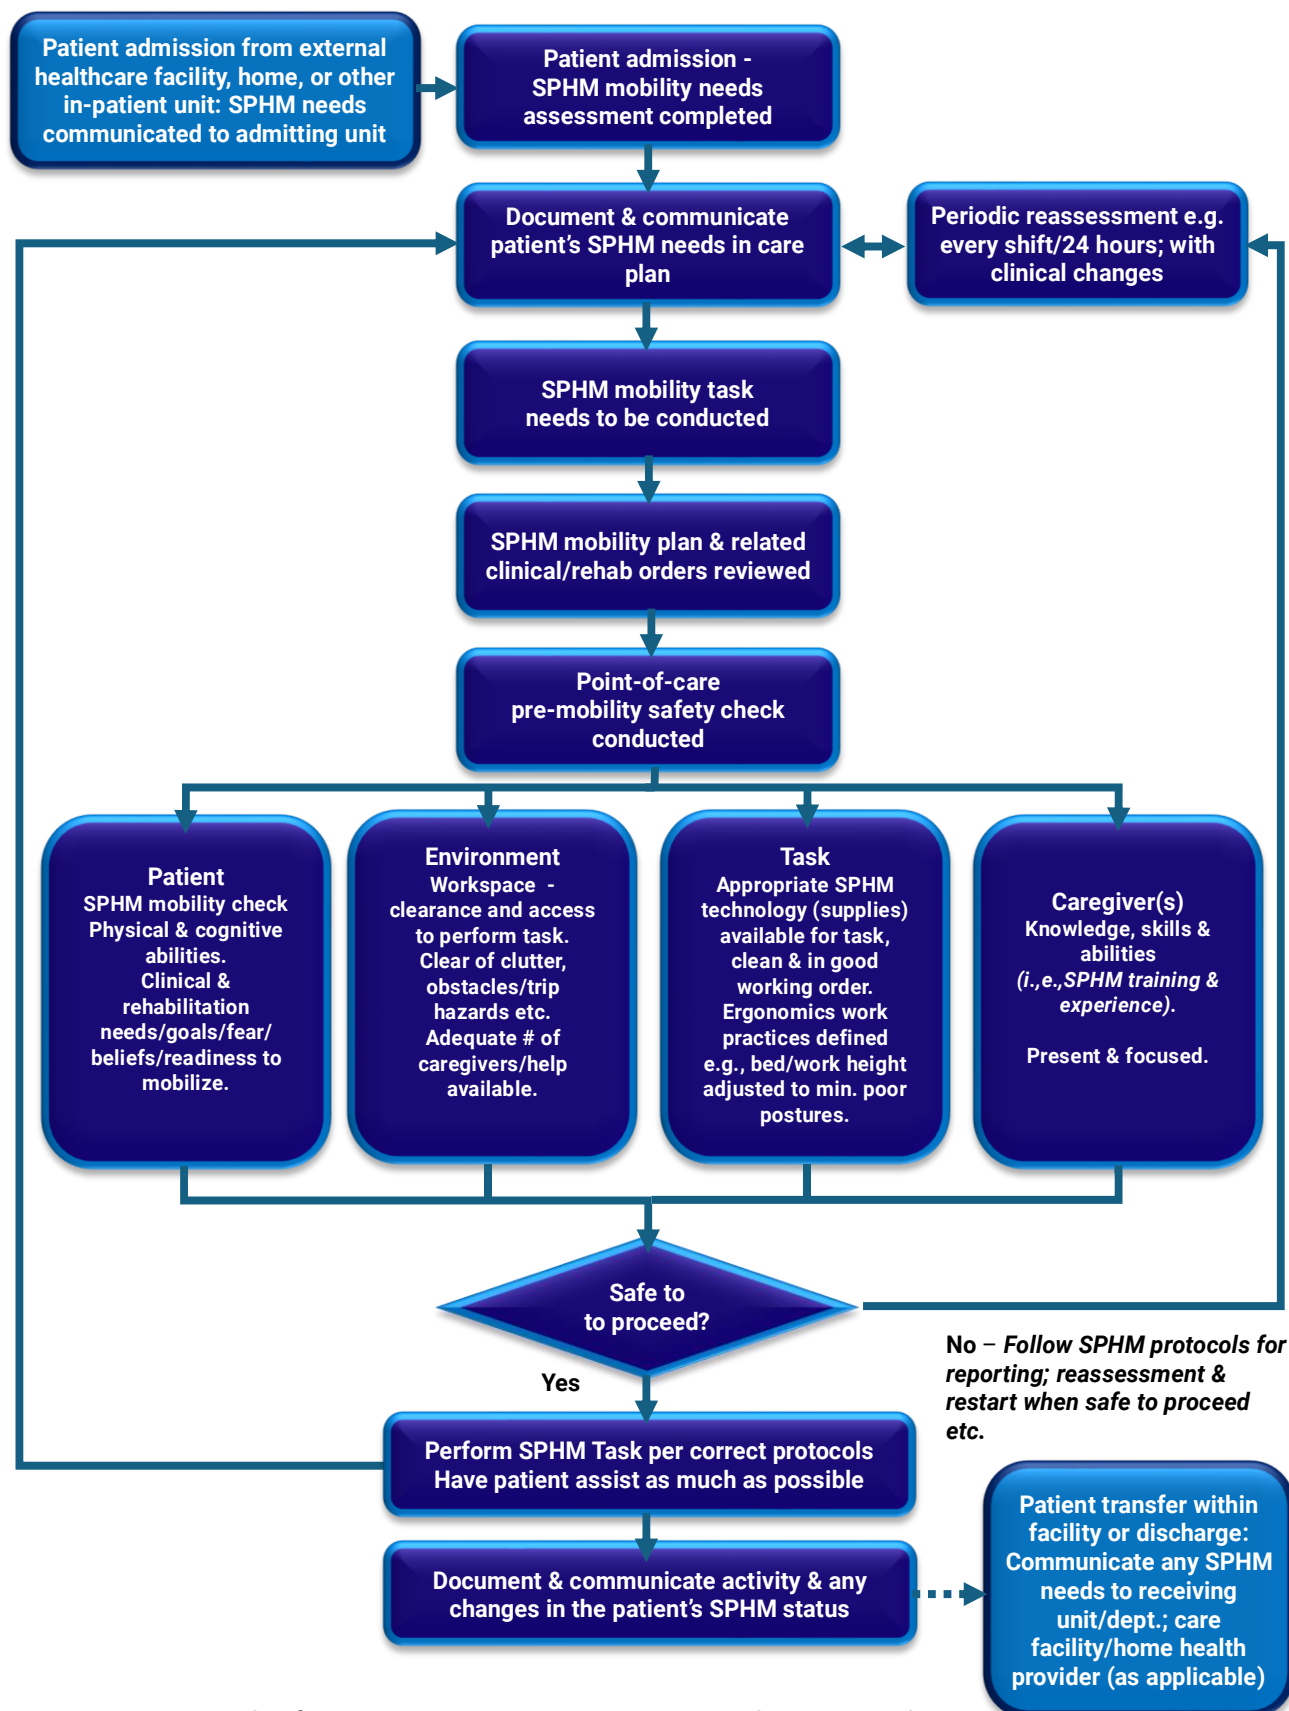 Patient admission from external
healthcare facility, home, or other
in-patient unit: SPHM needs
communicated to admitting unit
Patient admission -
SPHM mobility needs
assessment completed
Document & communicate
patient's SPHM needs in care
plan
Periodic reassessment e.g.
every shift/24 hours; with
clinical changes
SPHM mobility task
needs to be conducted
SPHM mobility plan & related
clinical/rehab orders reviewed
Point-of-care
pre-mobility safety check
conducted
Patient
SPHM mobility check
Physical & cognitive
abilities.
Clinical &
rehabilitation
needs/goals/fear/
beliefs/readiness to
mobilize.
Environment
Workspace -
clearance and access
to perform task.
Clear of clutter,
obstacles/trip
hazards etc.
Adequate # of
caregivers/help
available.
Task
Appropriate SPHM
technology (supplies)
available for task,
clean & in good
working order.
Ergonomics work
practices defined
e.g., bed/work height
adjusted to min. poor
postures.
Caregiver(s)
Knowledge, skills &
abilities
(i.,e.,SPHM training &
experience).
Present & focused.
Safe to
to proceed?
No – Follow SPHM protocols for
reporting; reassessment &
restart when safe to proceed
etc.
Yes
Perform SPHM Task per correct protocols
Have patient assist as much as possible
Document & communicate activity & any
changes in the patient's SPHM status
Patient transfer within
facility or discharge:
Communicate any SPHM
needs to receiving
unit/dept.; care
facility/home health
provider (as applicable)